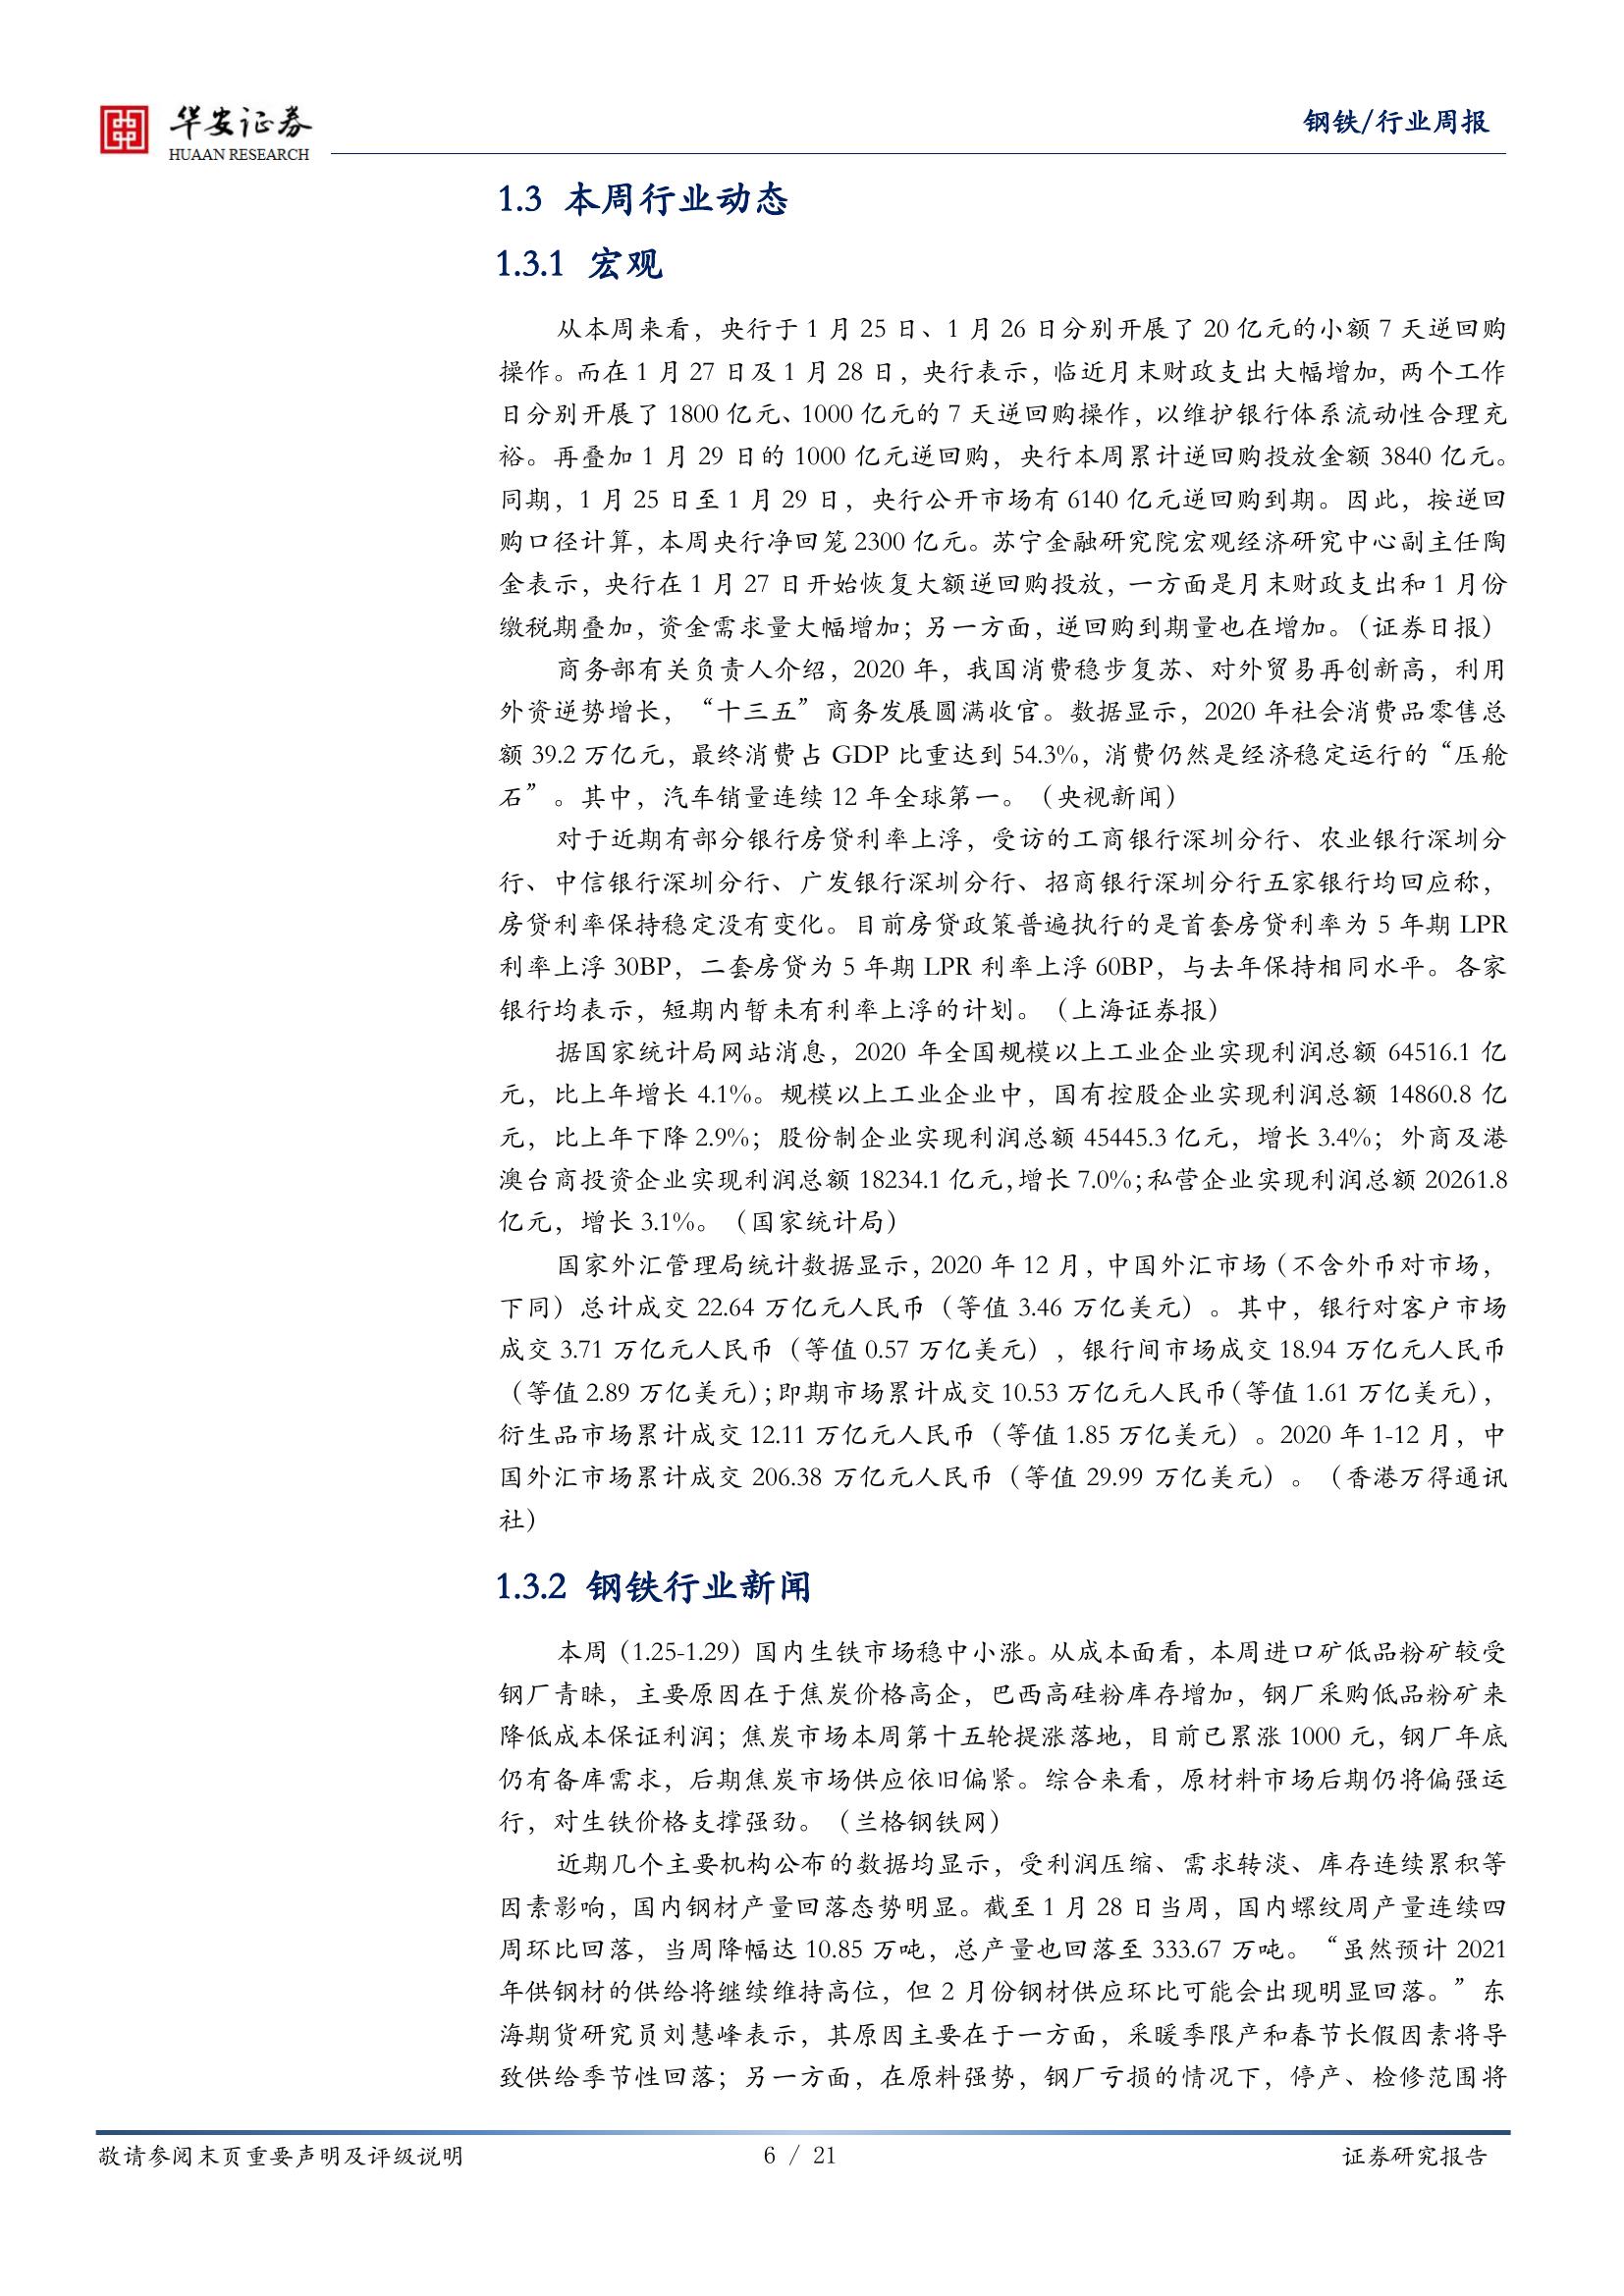 华安证券
HUAAN RESEARCH
钢铁/行业周报
1.3 本周行业动态
1.3.1 宏观
从本周来看，央行于 1 月 25 日、1 月 26 日分别开展了 20 亿元的小额 7 天逆回购
操作。而在 1 月 27 日及 1 月 28 日，央行表示，临近月末财政支出大幅增加，两个工作
日分别开展了 1800 亿元、1000 亿元的 7 天逆回购操作，以维护银行体系流动性合理充
裕。再叠加 1 月 29 日的 1000 亿元逆回购，央行本周累计逆回购投放金额 3840 亿元。
同期，1 月 25 日至 1 月 29 日，央行公开市场有 6140 亿元逆回购到期。因此，按逆回
购口径计算，本周央行净回笼 2300 亿元。苏宁金融研究院宏观经济研究中心副主任陶
金表示，央行在 1 月 27 日开始恢复大额逆回购投放，一方面是月末财政支出和 1 月份
缴税期叠加，资金需求量大幅增加；另一方面，逆回购到期量也在增加。（证券日报）
商务部有关负责人介绍，2020 年，我国消费稳步复苏、对外贸易再创新高，利用
外资逆势增长，“十三五”商务发展圆满收官。数据显示，2020 年社会消费品零售总
额 39.2 万亿元，最终消费占 GDP 比重达到 54.3%，消费仍然是经济稳定运行的“压舱
石”。其中，汽车销量连续 12 年全球第一。（央视新闻）
对于近期有部分银行房贷利率上浮，受访的工商银行深圳分行、农业银行深圳分
行、中信银行深圳分行、广发银行深圳分行、招商银行深圳分行五家银行均回应称，
房贷利率保持稳定没有变化。目前房贷政策普遍执行的是首套房贷利率为 5 年期 LPR
利率上浮 30BP，二套房贷为 5 年期 LPR 利率上浮 60BP，与去年保持相同水平。各家
银行均表示，短期内暂未有利率上浮的计划。（上海证券报）
据国家统计局网站消息，2020 年全国规模以上工业企业实现利润总额 64516.1 亿
元，比上年增长 4.1%。规模以上工业企业中，国有控股企业实现利润总额 14860.8 亿
元，比上年下降 2.9%；股份制企业实现利润总额 45445.3 亿元，增长 3.4%；外商及港
澳台商投资企业实现利润总额 18234.1 亿元，增长 7.0%；私营企业实现利润总额 20261.8
亿元，增长 3.1%。（国家统计局）
国家外汇管理局统计数据显示，2020 年 12 月，中国外汇市场（不含外币对市场，
下同）总计成交 22.64 万亿元人民币（等值 3.46 万亿美元）。其中，银行对客户市场
成交 3.71 万亿元人民币（等值 0.57 万亿美元），银行间市场成交 18.94 万亿元人民币
（等值 2.89 万亿美元）；即期市场累计成交 10.53 万亿元人民币（等值 1.61 万亿美元），
衍生品市场累计成交 12.11 万亿元人民币（等值 1.85 万亿美元）。2020 年 1-12 月，中
国外汇市场累计成交 206.38 万亿元人民币（等值 29.99 万亿美元）。（香港万得通讯
社）
1.3.2 钢铁行业新闻
本周（1.25-1.29）国内生铁市场稳中小涨。从成本面看，本周进口矿低品粉矿较受
钢厂青睐，主要原因在于焦炭价格高企，巴西高硅粉库存增加，钢厂采购低品粉矿来
降低成本保证利润；焦炭市场本周第十五轮提涨落地，目前已累涨 1000 元，钢厂年底
仍有备库需求，后期焦炭市场供应依旧偏紧。综合来看，原材料市场后期仍将偏强运
行，对生铁价格支撑强劲。（兰格钢铁网）
近期几个主要机构公布的数据均显示，受利润压缩、需求转淡、库存连续累积等
因素影响，国内钢材产量回落态势明显。截至 1 月 28 日当周，国内螺纹周产量连续四
周环比回落，当周降幅达 10.85 万吨，总产量也回落至 333.67 万吨。“虽然预计 2021
年供钢材的供给将继续维持高位，但 2 月份钢材供应环比可能会出现明显回落。”东
海期货研究员刘慧峰表示，其原因主要在于一方面，采暖季限产和春节长假因素将导
致供给季节性回落；另一方面，在原料强势，钢厂亏损的情况下，停产、检修范围将
敬请参阅末页重要声明及评级说明
6 / 21
证券研究报告